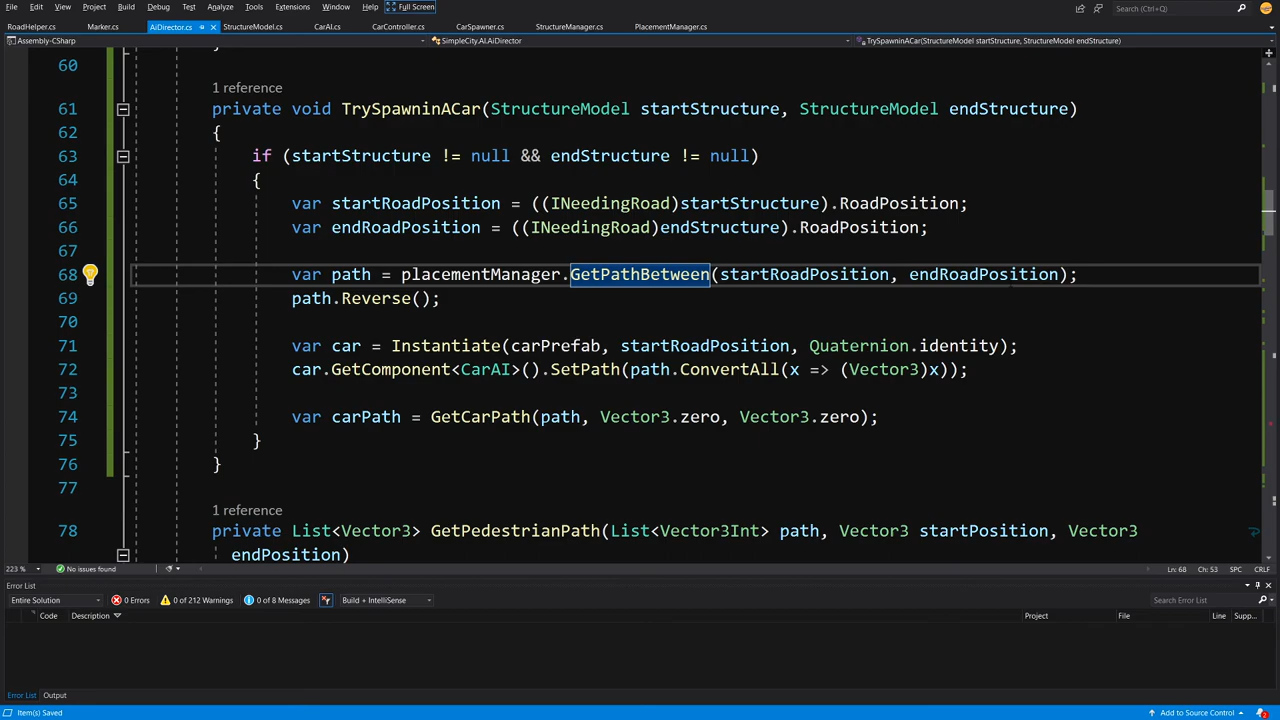 File Edit View Git Project Build Debug Test Analyze Tools Extensions Window Help Full Screen Search (Ctrl+Q)
RoadHelper.cs Marker.cs AiDirector.cs StructureModel.cs CarAI.cs CarController.cs CarSpawner.cs StructureManager.cs PlacementManager.cs
Assembly-CSharp SimpleCity.AI.AiDirector TrySpawninACar(StructureModel startStructure, StructureModel endStructure)
60
1 reference
61 private void TrySpawninACar(StructureModel startStructure, StructureModel endStructure)
62 {
63 if (startStructure != null && endStructure != null)
64 {
65 var startRoadPosition = ((INeedingRoad)startStructure).RoadPosition;
66 var endRoadPosition = ((INeedingRoad)endStructure).RoadPosition;
67
68 var path = placementManager.GetPathBetween(startRoadPosition, endRoadPosition);
69 path.Reverse();
70
71 var car = Instantiate(carPrefab, startRoadPosition, Quaternion.identity);
72 car.GetComponent<CarAI>().SetPath(path.ConvertAll(x => (Vector3)x));
73
74 var carPath = GetCarPath(path, Vector3.zero, Vector3.zero);
75 }
76 }
77
1 reference
78 private List<Vector3> GetPedestrianPath(List<Vector3Int> path, Vector3 startPosition, Vector3
endPosition)
223 % No issues found Ln: 68 Ch: 53 SPC CRLF
Error List
Entire Solution 0 Errors 0 of 212 Warnings 0 of 8 Messages Build + IntelliSense Search Error List
Code Description Project File Line Supp...
Error List Output
Item(s) Saved Add to Source Control 2